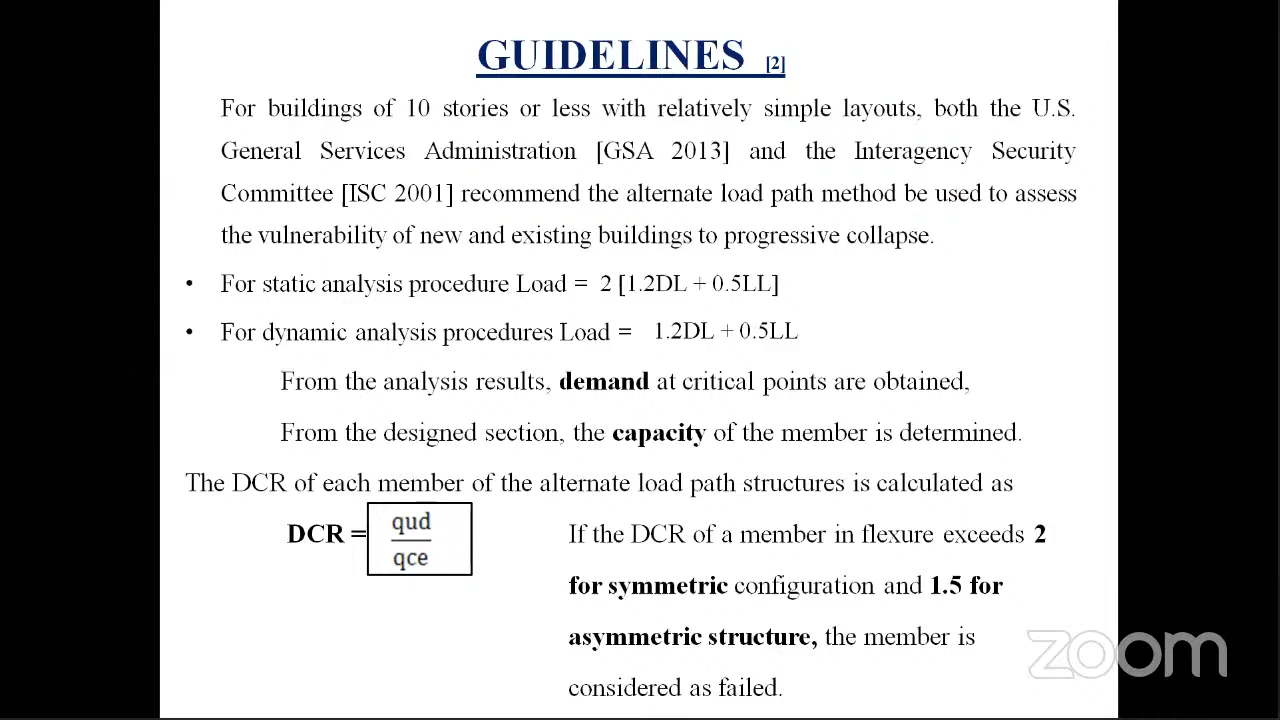 GUIDELINES [2]
For buildings of 10 stories or less with relatively simple layouts, both the U.S.
General Services Administration [GSA 2013] and the Interagency Security
Committee [ISC 2001] recommend the alternate load path method be used to assess
the vulnerability of new and existing buildings to progressive collapse.
• For static analysis procedure Load = 2 [1.2DL + 0.5LL]
• For dynamic analysis procedures Load = 1.2DL + 0.5LL
From the analysis results, demand at critical points are obtained,
From the designed section, the capacity of the member is determined.
The DCR of each member of the alternate load path structures is calculated as
DCR = qud
qce
If the DCR of a member in flexure exceeds 2
for symmetric configuration and 1.5 for
asymmetric structure, the member is
considered as failed.
zoom